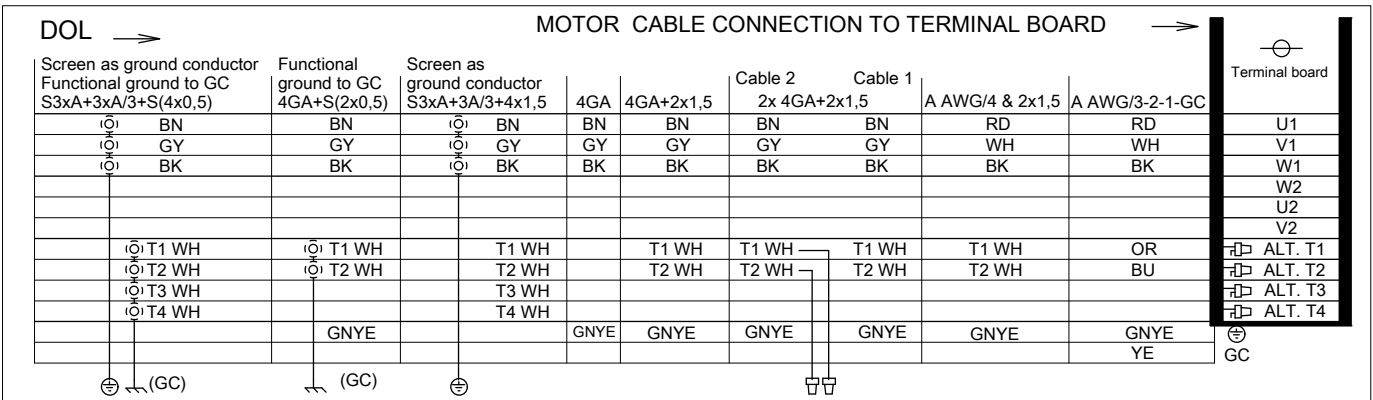 DOL
MOTOR CABLE CONNECTION TO TERMINAL BOARD
Screen as ground conductor Functional Screen as
Functional ground to GC ground to GC ground conductor Cable 2 Cable 1 Terminal board
S3xA+3xA/3+S(4x0,5) 4GA+S(2x0,5) S3xA+3A/3+4x1,5 4GA 4GA+2x1,5 2x 4GA+2x1,5 A AWG/4 & 2x1,5 A AWG/3-2-1-GC
BN BN BN BN BN BN BN RD RD U1
GY GY GY GY GY GY GY WH WH V1
BK BK BK BK BK BK BK BK BK W1
W2
U2
V2
T1 WH T1 WH T1 WH T1 WH T1 WH T1 WH T1 WH OR ALT. T1
T2 WH T2 WH T2 WH T2 WH T2 WH T2 WH T2 WH BU ALT. T2
T3 WH T3 WH ALT. T3
T4 WH T4 WH ALT. T4
GNYE GNYE GNYE GNYE GNYE GNYE GNYE
YE GC
(GC) (GC)